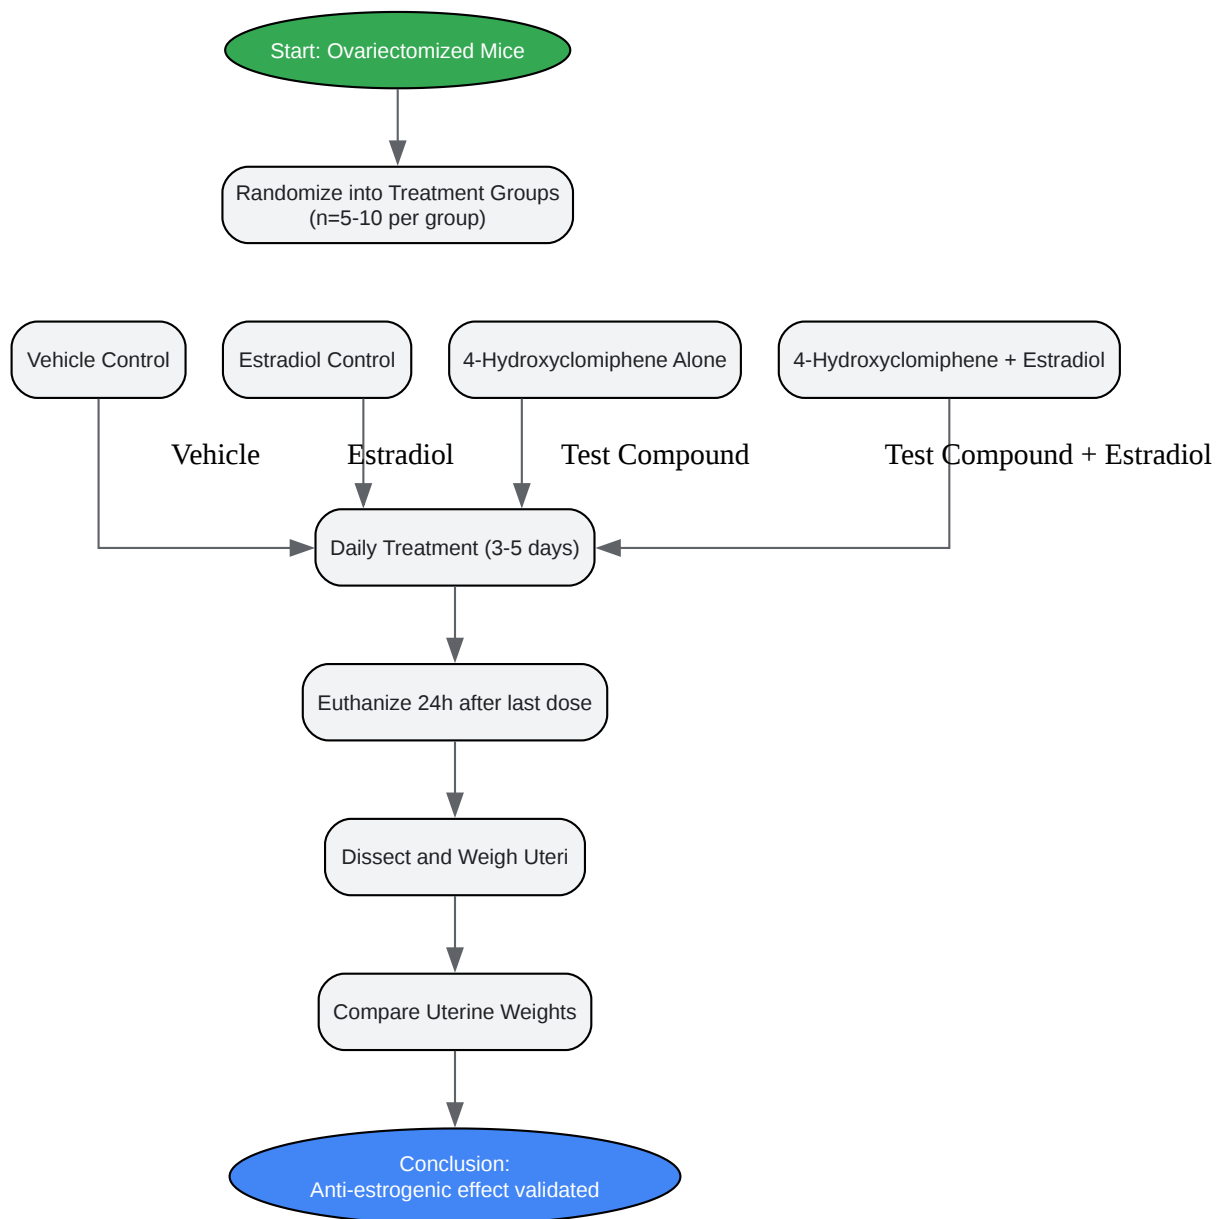 Start: Ovariectomized Mice
Randomize into Treatment Groups
(n=5-10 per group)
Vehicle Control
Estradiol Control
4-Hydroxyclomiphene Alone
4-Hydroxyclomiphene + Estradiol
Vehicle
Estradiol
Test Compound
Test Compound + Estradiol
Daily Treatment (3-5 days)
Euthanize 24h after last dose
Dissect and Weigh Uteri
Compare Uterine Weights
Conclusion:
Anti-estrogenic effect validated